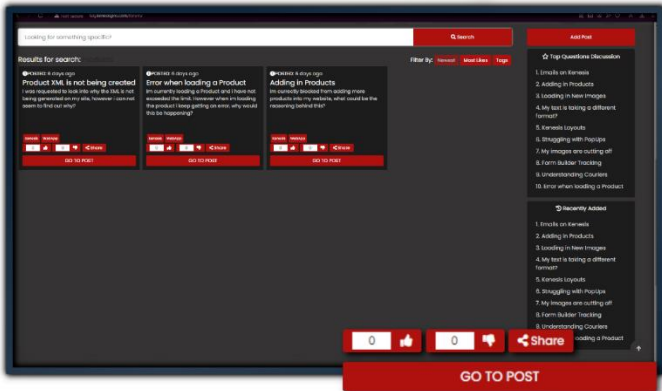 Not secure
Looking for something specific?
Search
Add Post
Results for search:
Filter By:
Newest
Most Likes
Tags
POSTED: 6 days ago
Product XML is not being created
I was requested to look into why the XML is not
being generated on my site, however I can not
seem to find out why?
Kenesis
WebApp
Share
GO TO POST
POSTED: 6 days ago
Error when loading a Product
Im currently loading a Product and I have not
exceeded the limit. However when im loading
the product I keep getting an error, why would
this be happening?
Kenesis
WebApp
Share
GO TO POST
POSTED: 6 days ago
Adding in Products
Im currently blocked from adding more
products into my website, what could be the
reasoning behind this?
Kenesis
WebApp
Share
GO TO POST
Top Questions Discussion
1. Emails on Kenesis
2. Adding in Products
3. Loading in New Images
4. My text is taking a different
format?
5. Kenesis Layouts
6. Struggling with PopUps
7. My images are cutting off
8. Form Builder Tracking
9. Understanding Couriers
10. Error when loading a Product
Recently Added
1. Emails on Kenesis
2. Adding in Products
3. Loading in New Images
4. My text is taking a different
format?
5. Kenesis Layouts
6. Struggling with PopUps
7. My images are cutting off
8. Form Builder Tracking
9. Understanding Couriers
loading a Product
0
0
Share
GO TO POST